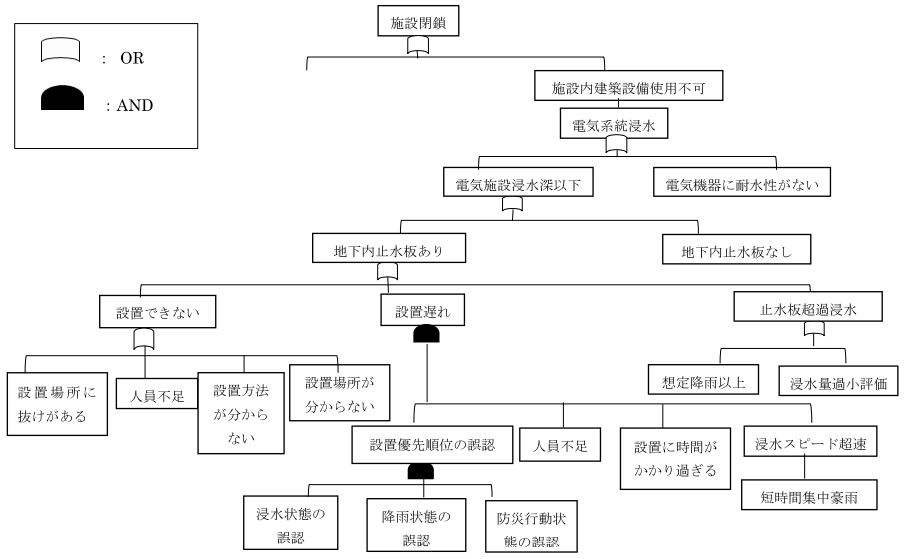 施設閉鎖
： OR
：AND
施設内建築設備使用不可
電気系統浸水
電気施設浸水深以下
電気機器に耐水性がない
地下内止水板あり
地下内止水板なし
設置できない
設置遅れ
止水板超過浸水
設置場所に
抜けがある
人員不足
設置方法
が分から
ない
設置場所が
分からない
想定降雨以上
浸水量過小評価
設置優先順位の誤認
人員不足
設置に時間が
かかり過ぎる
浸水スピード超速
短時間集中豪雨
浸水状態の
誤認
降雨状態の
誤認
防災行動状
態の誤認